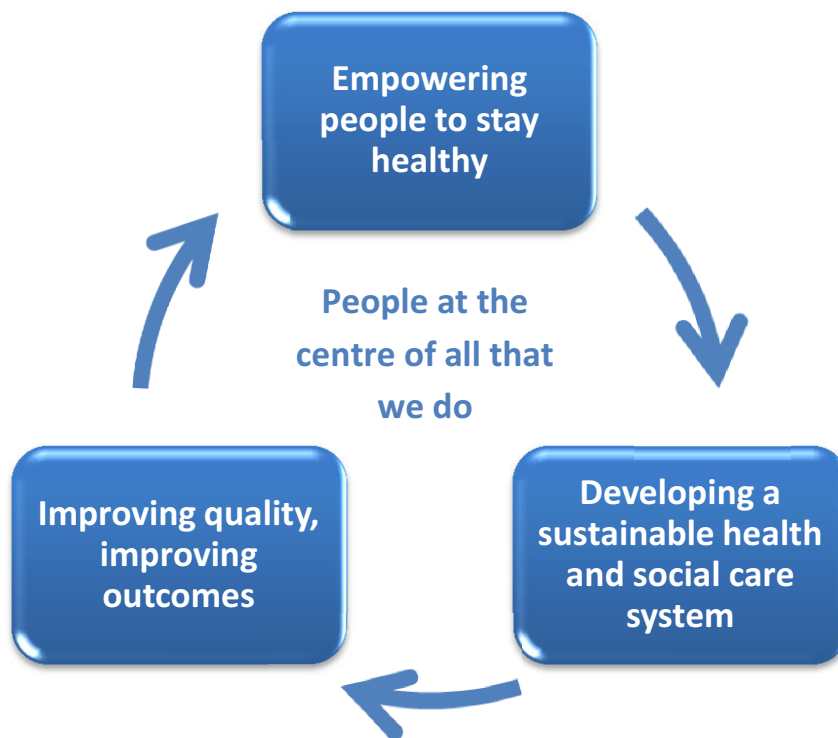 Empowering
people to stay
healthy
People at the
centre of all that
we do
Improving quality,
improving
outcomes
Developing a
sustainable health
and social care
system